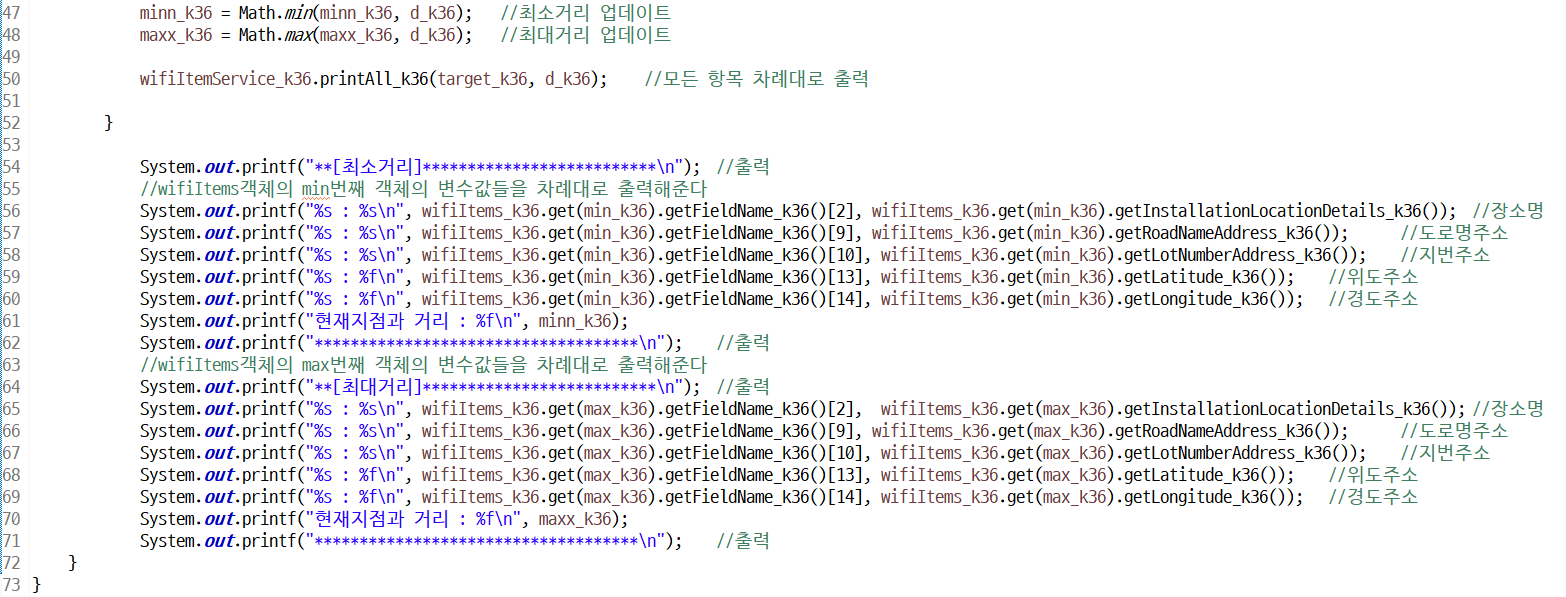 47 minn_k36 = Math.min(minn_k36, d_k36); //최소거리 업데이트
48 maxx_k36 = Math.max(maxx_k36, d_k36); //최대거리 업데이트
49
50 wifiItemService_k36.printAll_k36(target_k36, d_k36); //모든 항목 차례대로 출력
51
52 }
53
54 System.out.printf("**[최소거리]**************************\n"); //출력
55 //wifiItems객체의 min번째 객체의 변수값들을 차례대로 출력해준다
56 System.out.printf("%s : %s\n", wifiItems_k36.get(min_k36).getFieldName_k36()[2], wifiItems_k36.get(min_k36).getInstallationLocationDetails_k36()); //장소명
57 System.out.printf("%s : %s\n", wifiItems_k36.get(min_k36).getFieldName_k36()[9], wifiItems_k36.get(min_k36).getRoadNameAddress_k36()); //도로명주소
58 System.out.printf("%s : %s\n", wifiItems_k36.get(min_k36).getFieldName_k36()[10], wifiItems_k36.get(min_k36).getLotNumberAddress_k36()); //지번주소
59 System.out.printf("%s : %f\n", wifiItems_k36.get(min_k36).getFieldName_k36()[13], wifiItems_k36.get(min_k36).getLatitude_k36()); //위도주소
60 System.out.printf("%s : %f\n", wifiItems_k36.get(min_k36).getFieldName_k36()[14], wifiItems_k36.get(min_k36).getLongitude_k36()); //경도주소
61 System.out.printf("현재지점과 거리 : %f\n", minn_k36);
62 System.out.printf("************************************\n"); //출력
63 //wifiItems객체의 max번째 객체의 변수값들을 차례대로 출력해준다
64 System.out.printf("**[최대거리]**************************\n"); //출력
65 System.out.printf("%s : %s\n", wifiItems_k36.get(max_k36).getFieldName_k36()[2], wifiItems_k36.get(max_k36).getInstallationLocationDetails_k36()); //장소명
66 System.out.printf("%s : %s\n", wifiItems_k36.get(max_k36).getFieldName_k36()[9], wifiItems_k36.get(max_k36).getRoadNameAddress_k36()); //도로명주소
67 System.out.printf("%s : %s\n", wifiItems_k36.get(max_k36).getFieldName_k36()[10], wifiItems_k36.get(max_k36).getLotNumberAddress_k36()); //지번주소
68 System.out.printf("%s : %f\n", wifiItems_k36.get(max_k36).getFieldName_k36()[13], wifiItems_k36.get(max_k36).getLatitude_k36()); //위도주소
69 System.out.printf("%s : %f\n", wifiItems_k36.get(max_k36).getFieldName_k36()[14], wifiItems_k36.get(max_k36).getLongitude_k36()); //경도주소
70 System.out.printf("현재지점과 거리 : %f\n", maxx_k36);
71 System.out.printf("************************************\n"); //출력
72 }
73 }